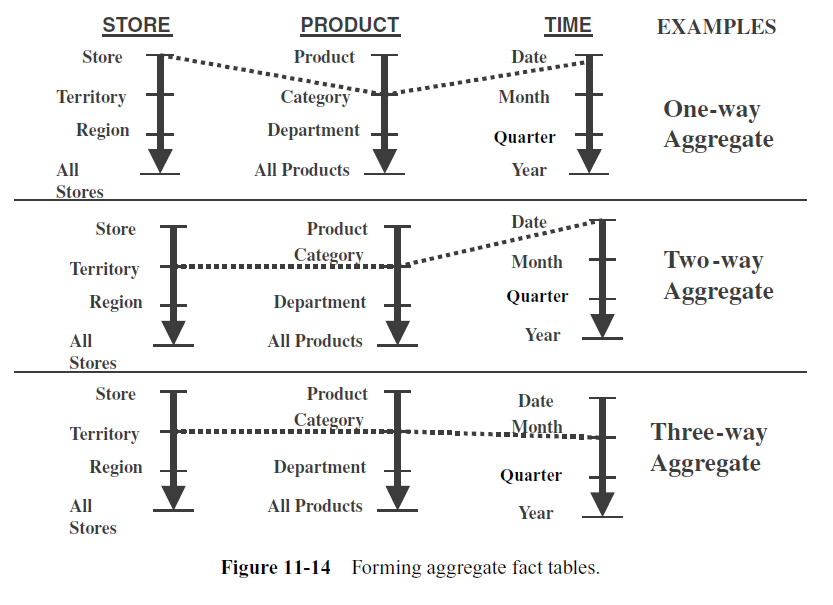 STORE PRODUCT TIME EXAMPLES
Store Product Date
Territory Category Month One-way
Region Department Quarter Aggregate
All All Products Year
Stores
Store Product Date
Territory Category Month Two-way
Region Department Quarter Aggregate
All All Products Year
Stores
Store Product Date
Territory Category Month Three-way
Region Department Quarter Aggregate
All All Products Year
Stores
Figure 11-14 Forming aggregate fact tables.